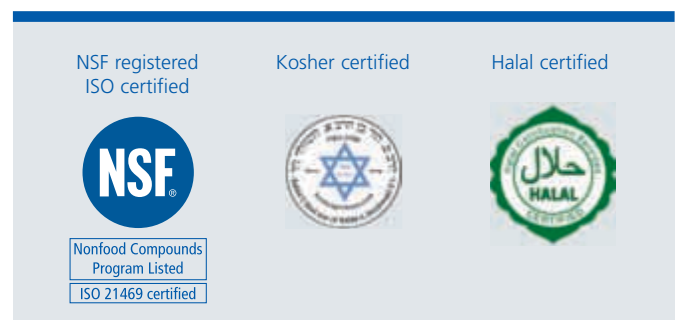 NSF registered
ISO certified
Kosher certified
Halal certified
NSF®
Nonfood Compounds
Program Listed
ISO 21469 certified
حلال
HALAL
CERTIFIED